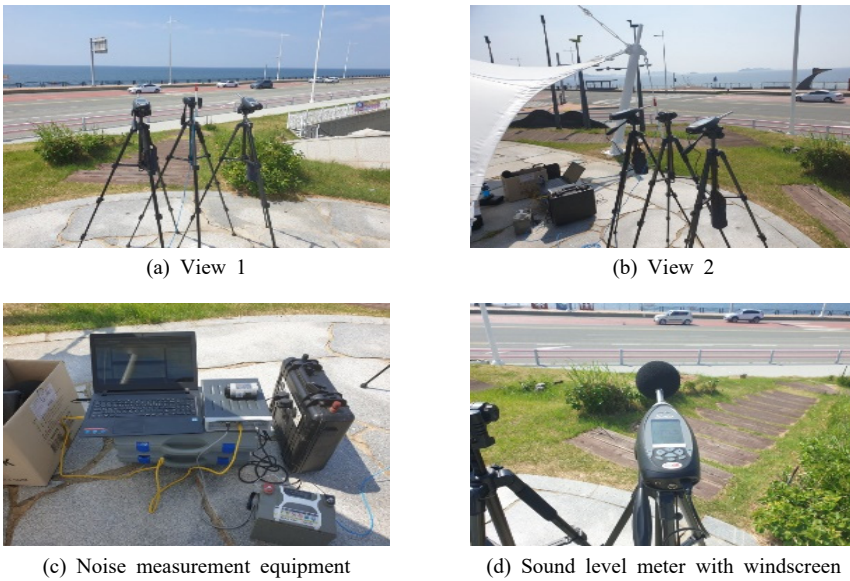 (a) View 1
(b) View 2
(c) Noise measurement equipment
(d) Sound level meter with windscreen